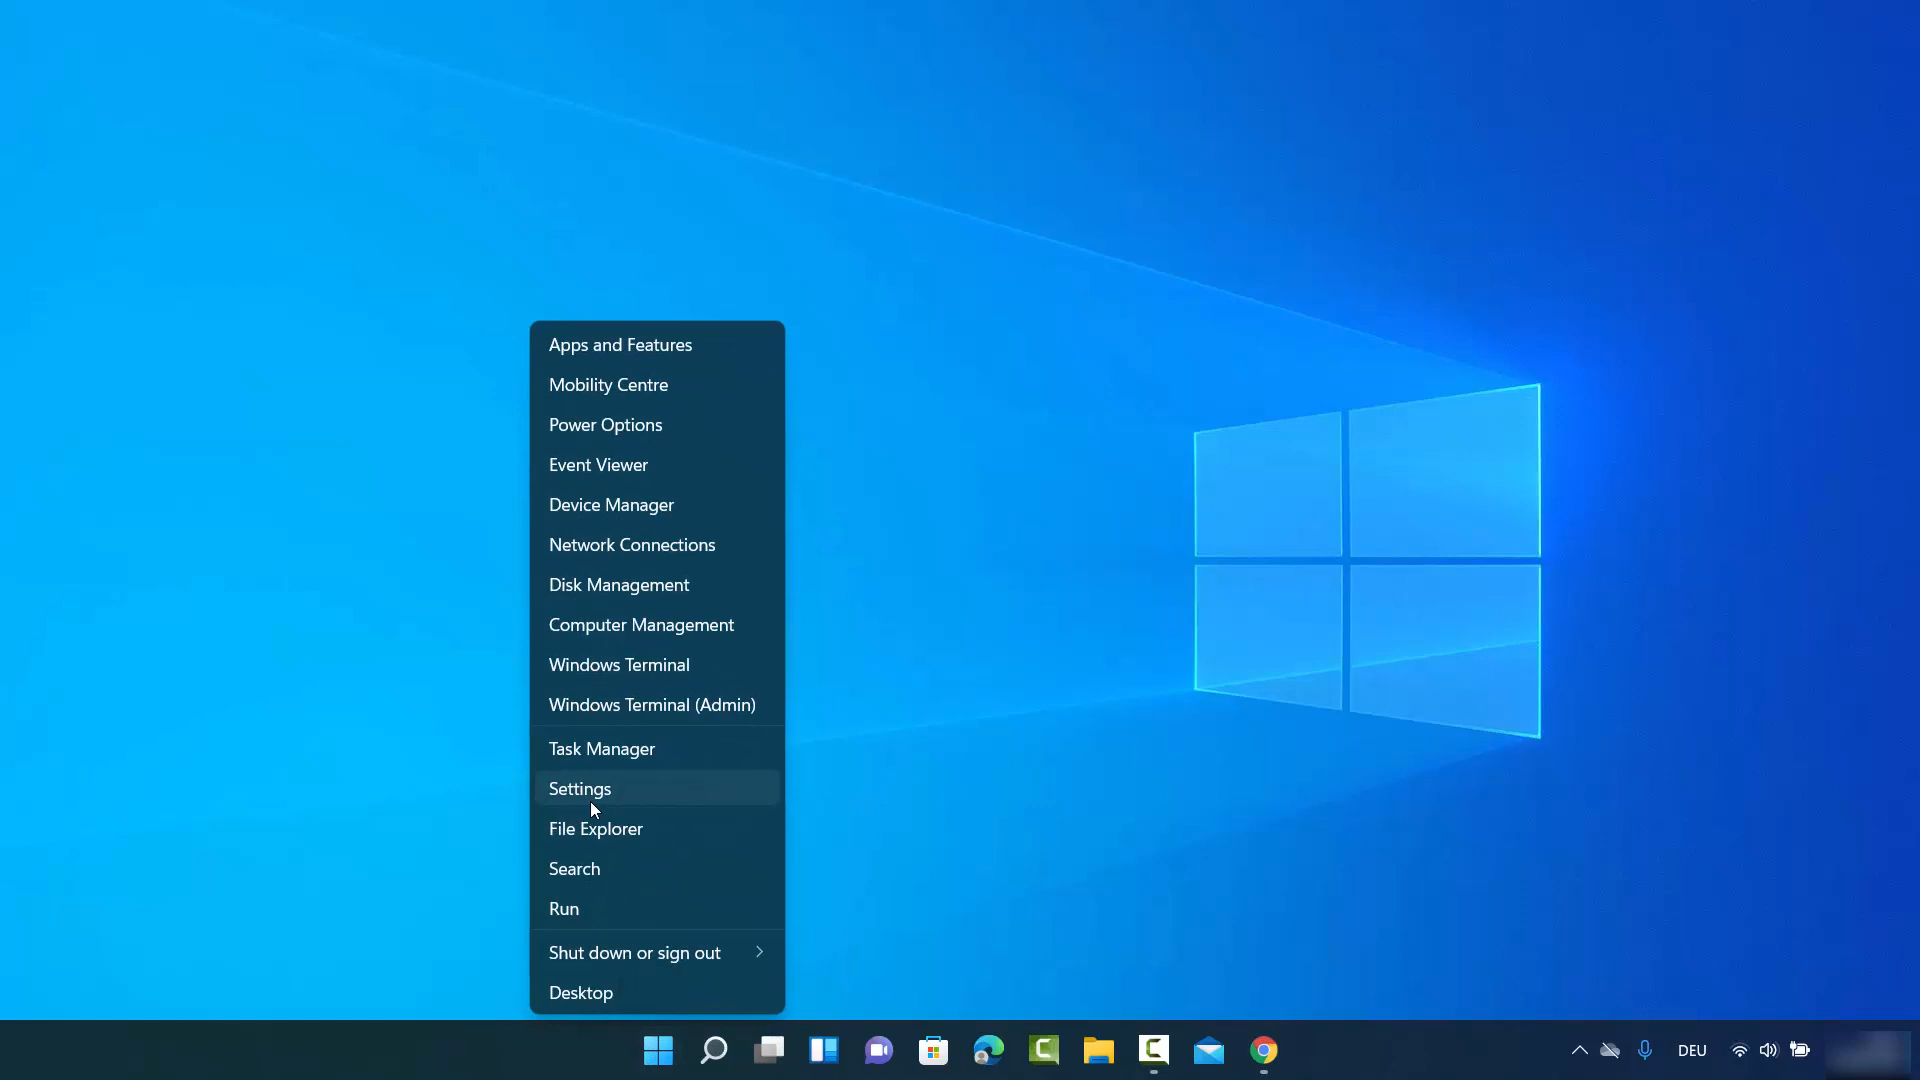 Apps and Features
Mobility Centre
Power Options
Event Viewer
Device Manager
Network Connections
Disk Management
Computer Management
Windows Terminal
Windows Terminal (Admin)
Task Manager
Settings
File Explorer
Search
Run
Shut down or sign out
Desktop
DEU